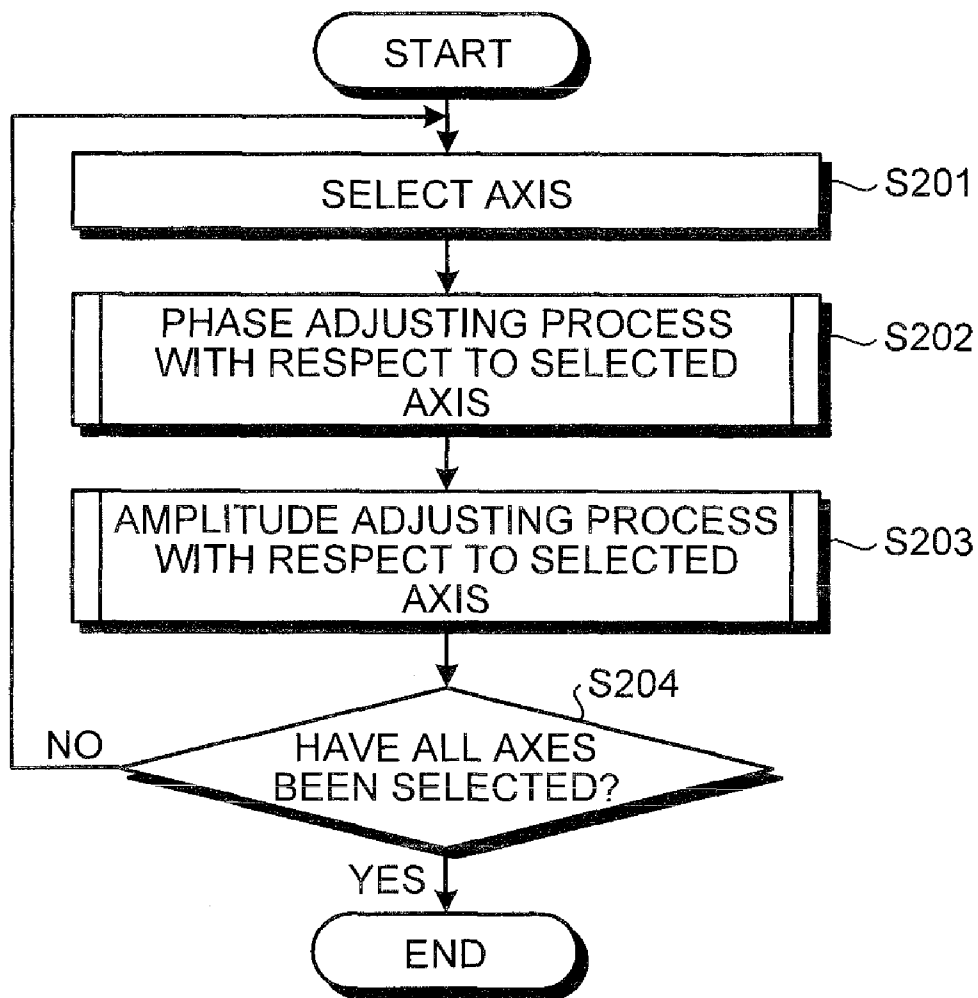 START
SELECT AXIS
S201
PHASE ADJUSTING PROCESS
WITH RESPECT TO SELECTED
AXIS
S202
AMPLITUDE ADJUSTING PROCESS
WITH RESPECT TO SELECTED
AXIS
S203
S204
HAVE ALL AXES
BEEN SELECTED?
NO
YES
END